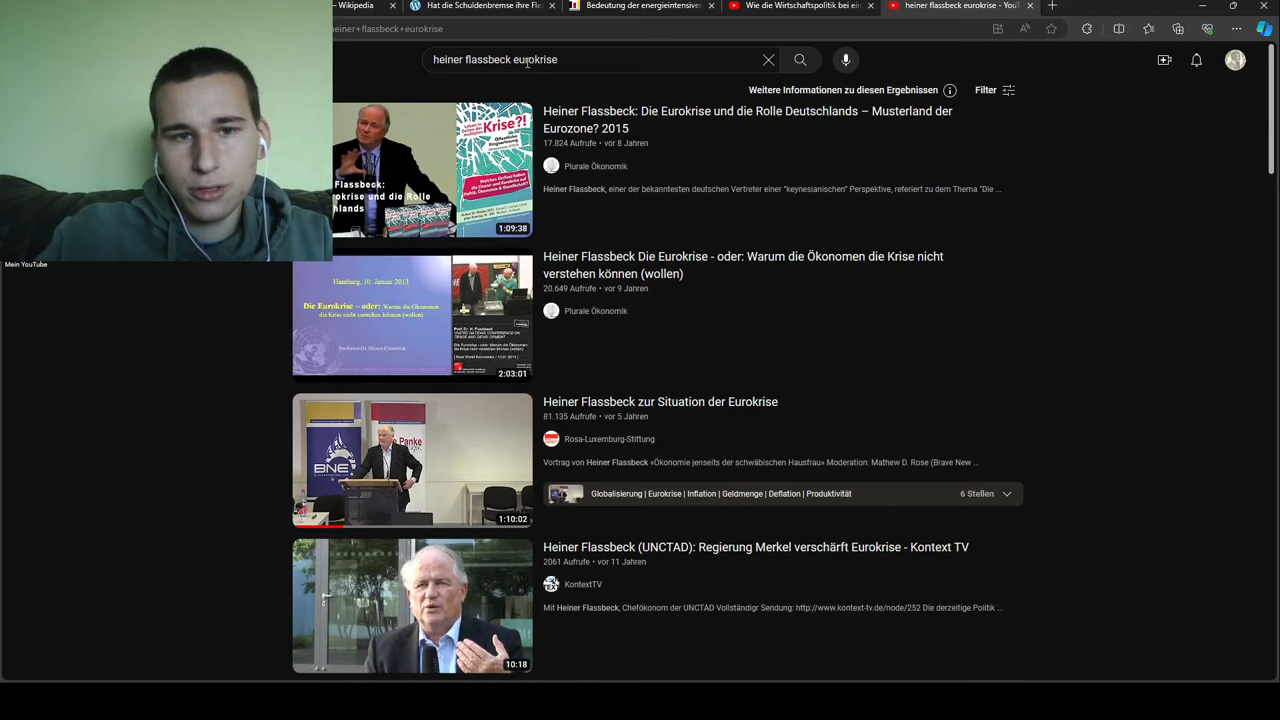 Wikipedia
Hat die Schuldenbremse ihre Fle
Bedeutung der energieintensiver
Wie die Wirtschaftspolitik bei ein
heiner flassbeck eurokrise - YouT
heiner+flassbeck+eurokrise
heiner flassbeck eurokrise
Weitere Informationen zu diesen Ergebnissen
Filter
Flassbeck:
rokrise und die Rolle
hlands
Krise?!
1:09:38
Heiner Flassbeck: Die Eurokrise und die Rolle Deutschlands – Musterland der
Eurozone? 2015
17.824 Aufrufe • vor 8 Jahren
Plurale Ökonomik
Heiner Flassbeck, einer der bekanntesten deutschen Vertreter einer "keynesianischen" Perspektive, referiert zu dem Thema "Die ...
Mein YouTube
Hamburg, 10. Januar 2013
Die Eurokrise – oder: Warum die Ökonomen
die Krise nicht verstehen können (wollen)
Professor Dr. Heiner Flassbeck
2:03:01
Heiner Flassbeck Die Eurokrise - oder: Warum die Ökonomen die Krise nicht
verstehen können (wollen)
20.649 Aufrufe • vor 9 Jahren
Plurale Ökonomik
BNE
e Panke
1:10:02
Heiner Flassbeck zur Situation der Eurokrise
81.135 Aufrufe • vor 5 Jahren
Rosa-Luxemburg-Stiftung
Vortrag von Heiner Flassbeck «Ökonomie jenseits der schwäbischen Hausfrau» Moderation: Mathew D. Rose (Brave New ...
Globalisierung | Eurokrise | Inflation | Geldmenge | Deflation | Produktivität
6 Stellen
10:18
Heiner Flassbeck (UNCTAD): Regierung Merkel verschärft Eurokrise - Kontext TV
2061 Aufrufe • vor 11 Jahren
KontextTV
Mit Heiner Flassbeck, Chefökonom der UNCTAD Vollständigr Sendung: http://www.kontext-tv.de/node/252 Die derzeitige Politik ...